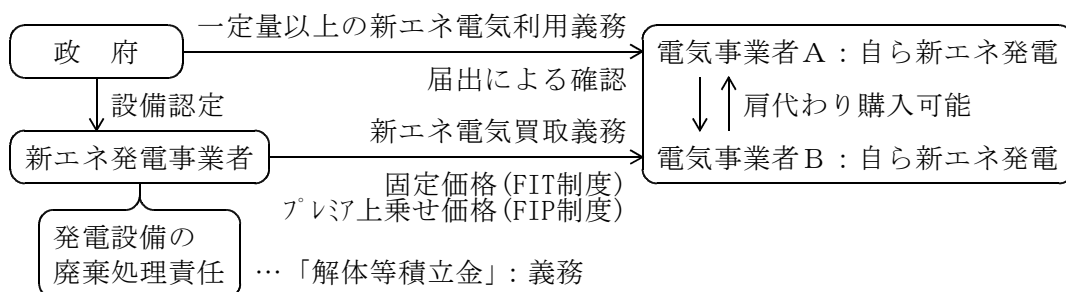 一定量以上の新エネ電気利用義務
政　府
届出による確認
電気事業者Ａ：自ら新エネ発電
設備認定
肩代わり購入可能
新エネ電気買取義務
新エネ発電事業者
電気事業者Ｂ：自ら新エネ発電
固定価格(FIT制度)
ﾌﾟﾚﾐｱ上乗せ価格(FIP制度)
発電設備の
廃棄処理責任
…「解体等積立金」：義務